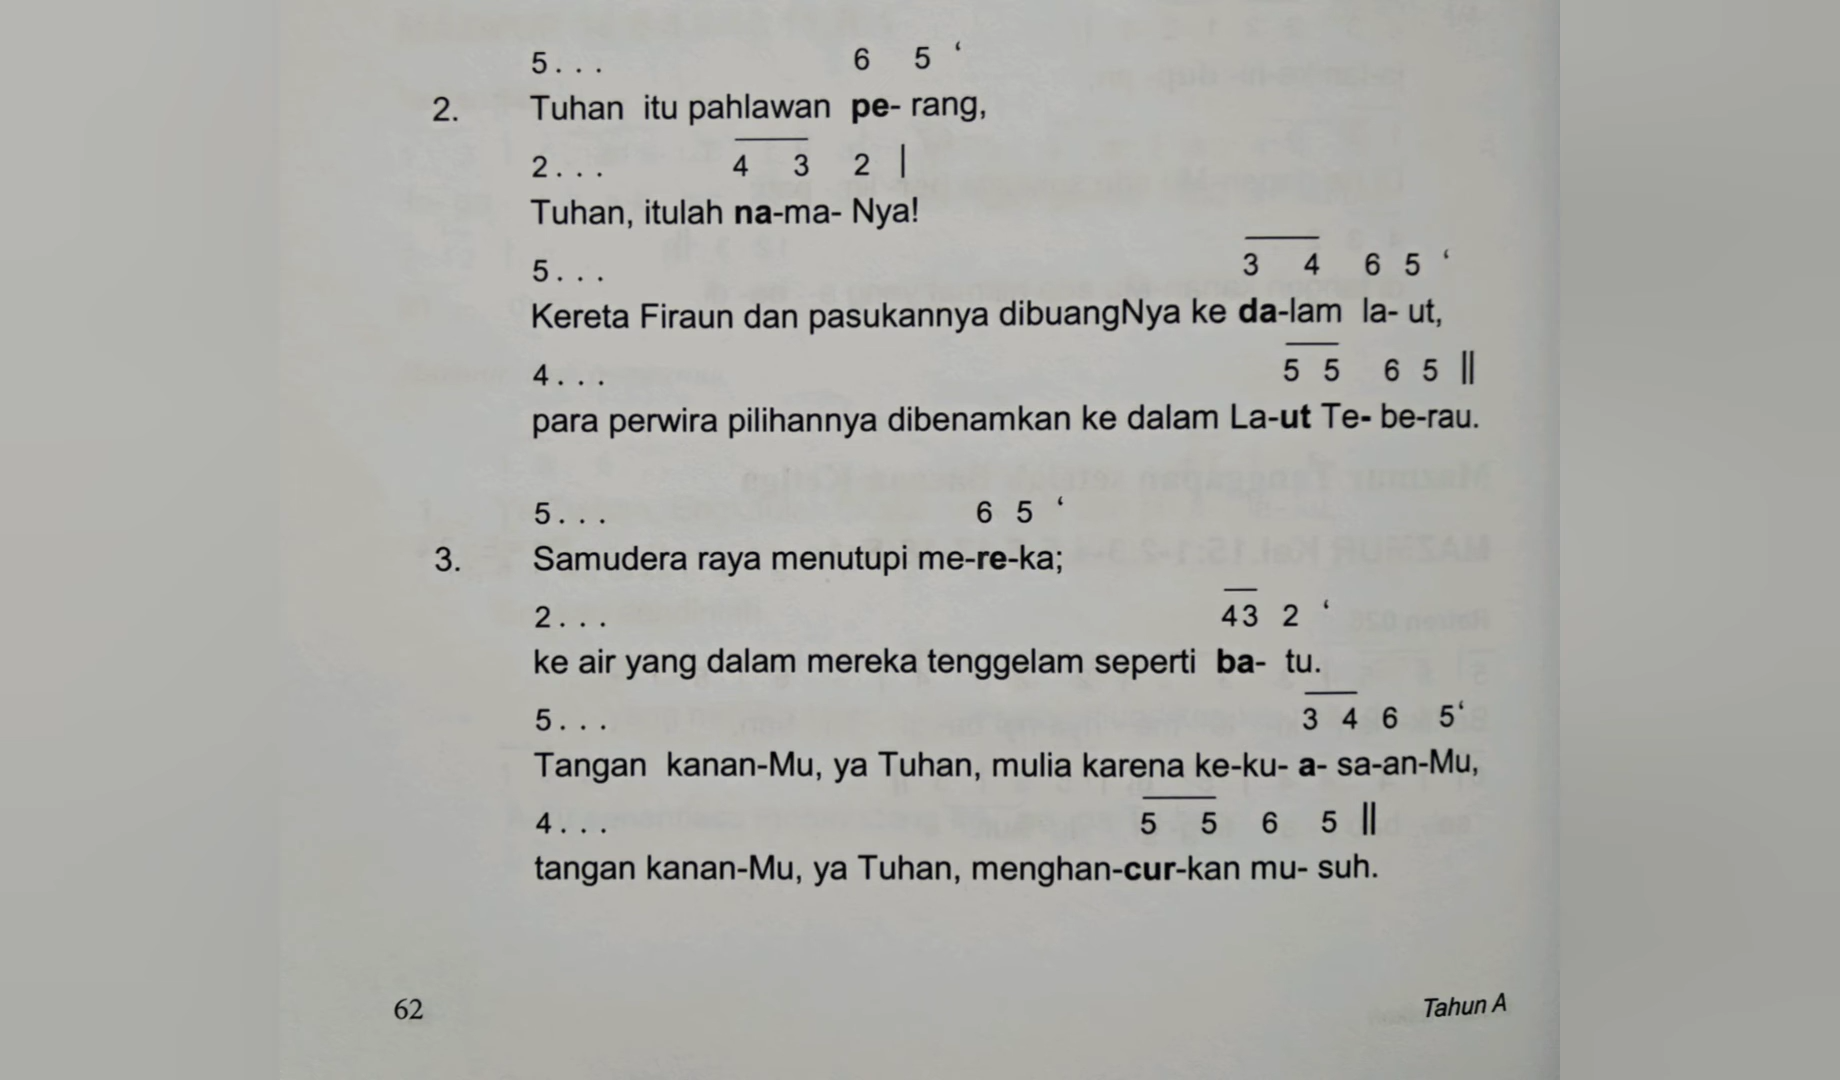 5. . . 6 5 ‘
2. Tuhan itu pahlawan pe- rang,
2. . . 4 3 2 |
Tuhan, itulah na-ma- Nya!
5. . . 3 4 6 5 ‘
Kereta Firaun dan pasukannya dibuangNya ke da-lam la- ut,
4. . . 5 5 6 5 ||
para perwira pilihannya dibenamkan ke dalam La-ut Te- be-rau.
5. . . 6 5 ‘
3. Samudera raya menutupi me-re-ka;
2. . . 43 2 ‘
ke air yang dalam mereka tenggelam seperti ba- tu.
5. . . 3 4 6 5‘
Tangan kanan-Mu, ya Tuhan, mulia karena ke-ku- a- sa-an-Mu,
4. . . 5 5 6 5 ||
tangan kanan-Mu, ya Tuhan, menghan-cur-kan mu- suh.
62 Tahun A